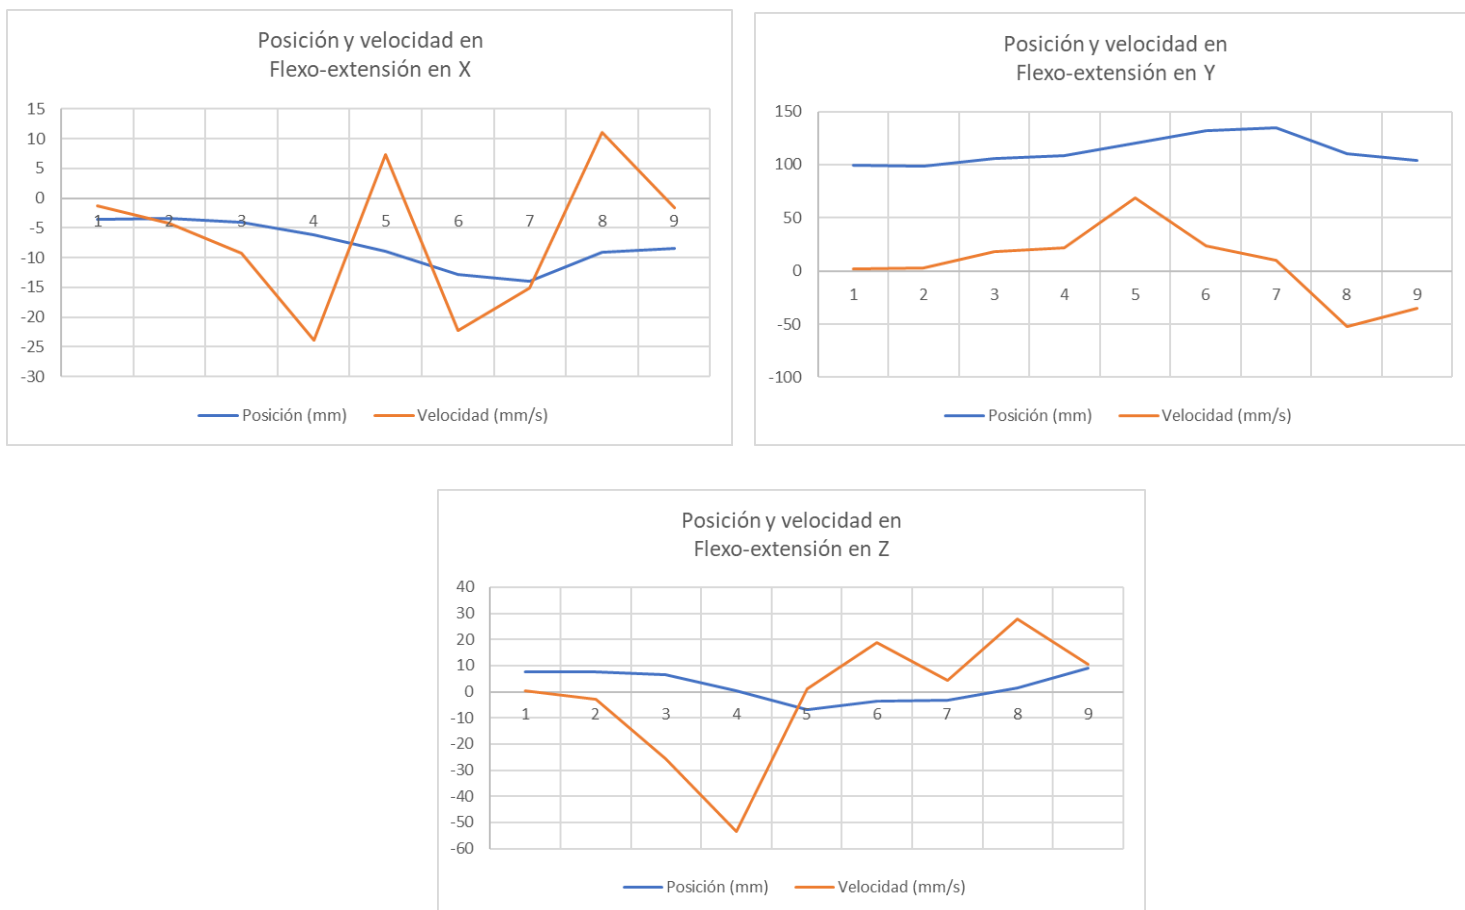 Posición y velocidad en
Flexo-extensión en X
15
10
5
0
-5
-10
-15
-20
-25
-30
1 2 3 4 5 6 7 8 9
Posición (mm) Velocidad (mm/s)
Posición y velocidad en
Flexo-extensión en Y
150
100
50
0
-50
-100
1 2 3 4 5 6 7 8 9
Posición (mm) Velocidad (mm/s)
Posición y velocidad en
Flexo-extensión en Z
40
30
20
10
0
-10
-20
-30
-40
-50
-60
1 2 3 4 5 6 7 8 9
Posición (mm) Velocidad (mm/s)